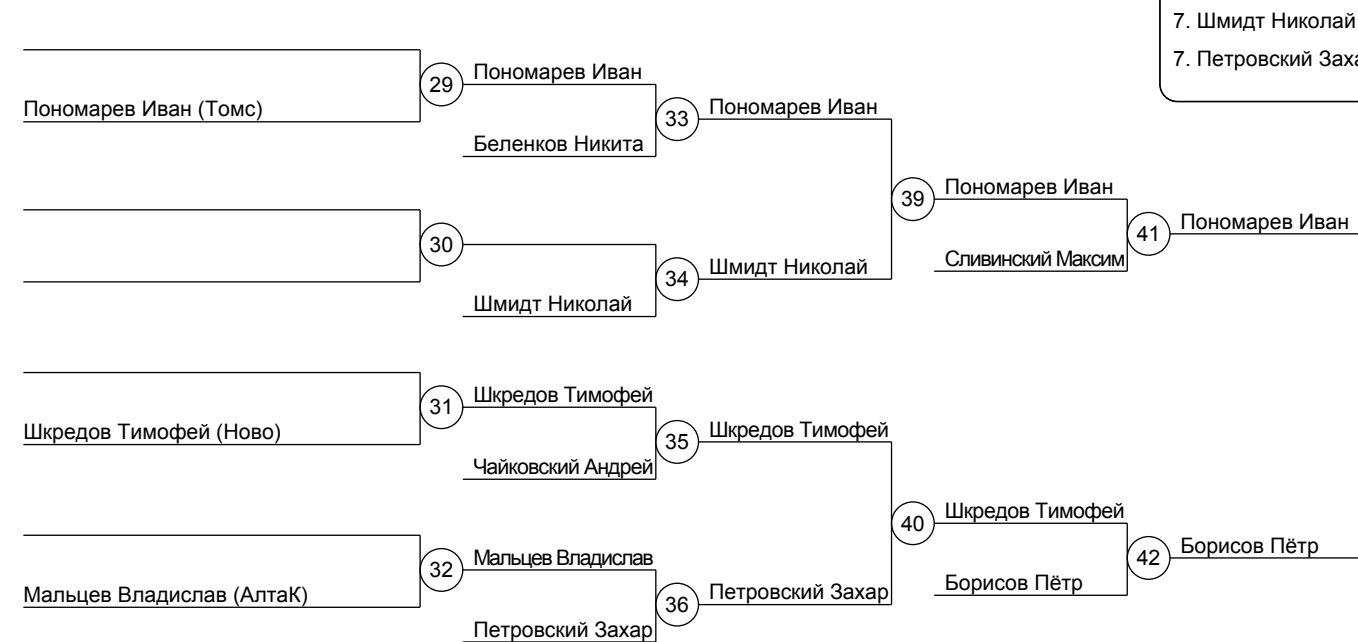 7. Шмидт Николай
7. Петровский Заха
29
Пономарев Иван
Пономарев Иван (Томс)
33
Пономарев Иван
Беленков Никита
39
Пономарев Иван
30
41
Пономарев Иван
34
Шмидт Николай
Сливинский Максим
Шмидт Николай
31
Шкредов Тимофей
Шкредов Тимофей (Ново)
35
Шкредов Тимофей
Чайковский Андрей
40
Шкредов Тимофей
32
Мальцев Владислав
42
Борисов Пётр
Мальцев Владислав (АлтаК)
36
Петровский Захар
Борисов Пётр
Петровский Захар